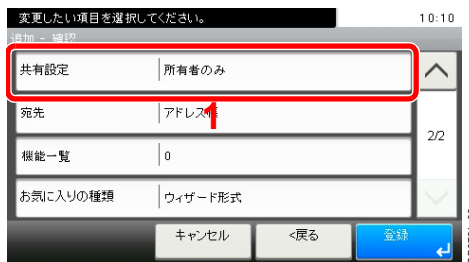 変更したい項目を選択してください。
10:10
追加 - 確認
共有設定 所有者のみ
1
宛先 アドレス帳
2/2
機能一覧 0
お気に入りの種類 ウィザード形式
キャンセル <戻る 登録